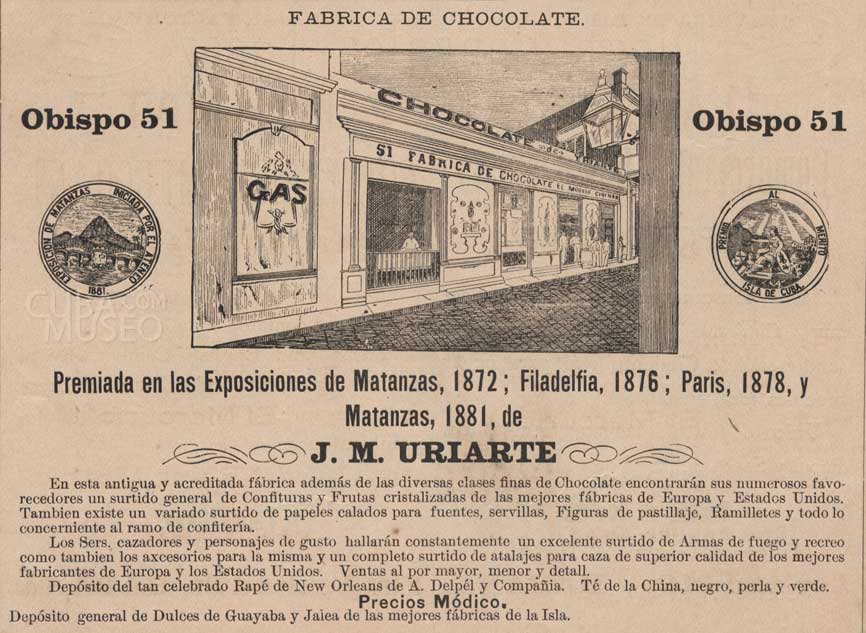 FABRICA DE CHOCOLATE.
Obispo 51
Obispo 51
CHOCOLATE
51 FABRICA DE CHOCOLATE EL
GAS
EXPOSICION DE MATANZAS INICIADA POR EL ATENEO
1881.
PREMIO AL MERITO
ISLA DE CUBA.
CUBA.COM
MUSEO
Premiada en las Exposiciones de Matanzas, 1872; Filadelfia, 1876; Paris, 1878, y
Matanzas, 1881, de
J. M. URIARTE
En esta antigua y acreditada fábrica además de las diversas clases finas de Chocolate encontrarán sus numerosos favo-
recedores un surtido general de Confituras y Frutas cristalizadas de las mejores fábricas de Europa y Estados Unidos.
Tambien existe un variado surtido de papeles calados para fuentes, servillas, Figuras de pastillaje, Ramilletes y todo lo
concerniente al ramo de confitería.
Los Sers. cazadores y personajes de gusto hallarán constantemente un excelente surtido de Armas de fuego y recreo
como tambien los axcesorios para la misma y un completo surtido de atalajes para caza de superior calidad de los mejores
fabricantes de Europa y los Estados Unidos. Ventas al por mayor, menor y detall.
Depósito del tan celebrado Rapé de New Orleans de A. Delpél y Compañia. Té de la China, negro, perla y verde.
Precios Módico.
Depósito general de Dulces de Guayaba y Jaiea de las mejores fábricas de la Isla.